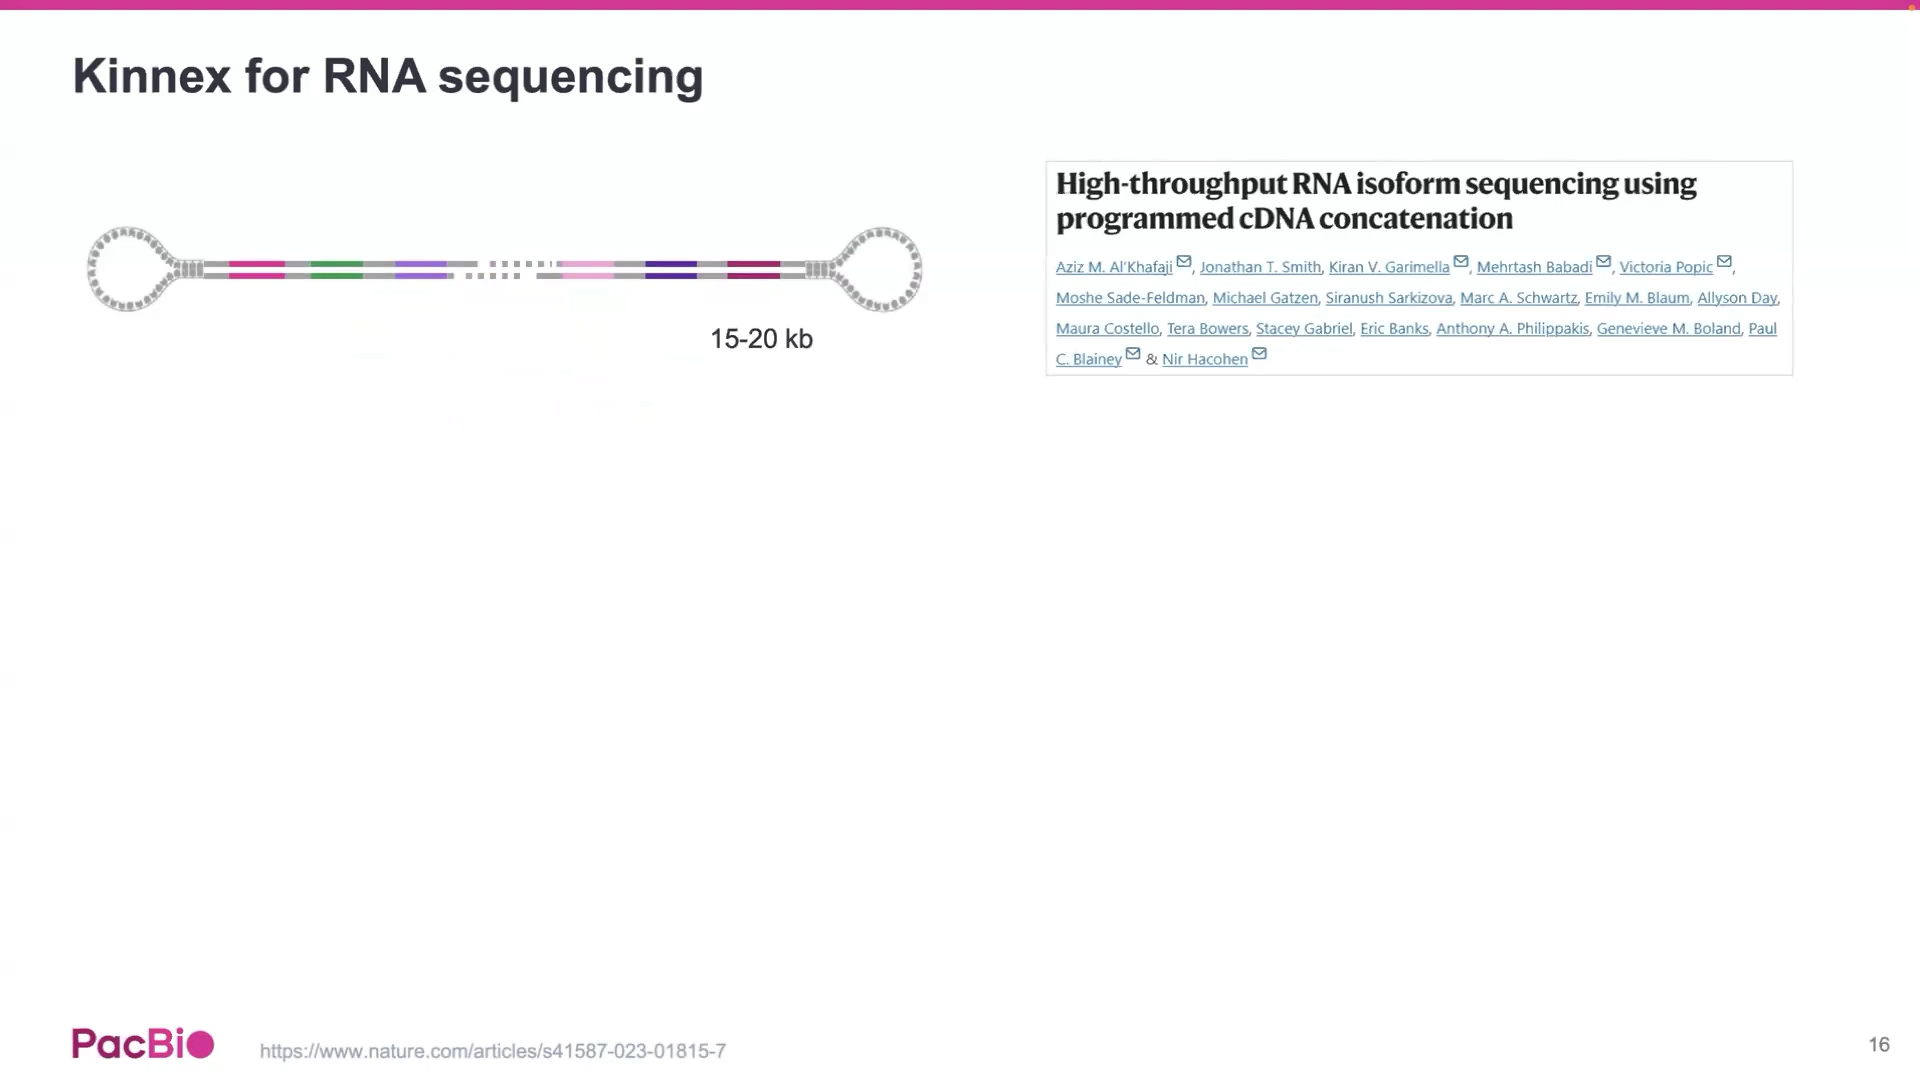 Kinnex for RNA sequencing
15-20 kb
High-throughput RNA isoform sequencing using
programmed cDNA concatenation
Aziz M. Al'Khafaji, Jonathan T. Smith, Kiran V. Garimella, Mehrtash Babadi, Victoria Popic,
Moshe Sade-Feldman, Michael Gatzen, Siranush Sarkizova, Marc A. Schwartz, Emily M. Blaum, Allyson Day,
Maura Costello, Tera Bowers, Stacey Gabriel, Eric Banks, Anthony A. Philippakis, Genevieve M. Boland, Paul
C. Blainey & Nir Hacohen
PacBio
https://www.nature.com/articles/s41587-023-01815-7
16